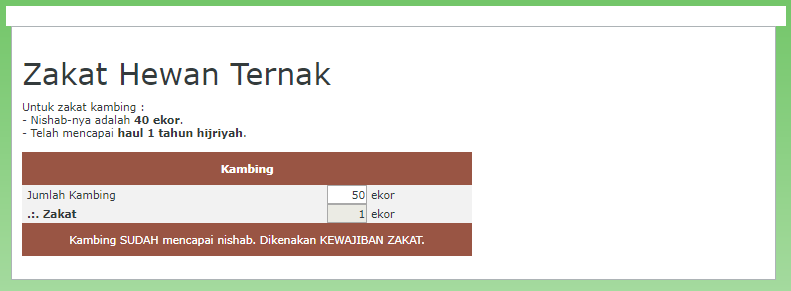 Zakat Hewan Ternak
Untuk zakat kambing :
- Nishab-nya adalah 40 ekor.
- Telah mencapai haul 1 tahun hijriyah.
Kambing
Jumlah Kambing 50 ekor
.:. Zakat 1 ekor
Kambing SUDAH mencapai nishab. Dikenakan KEWAJIBAN ZAKAT.